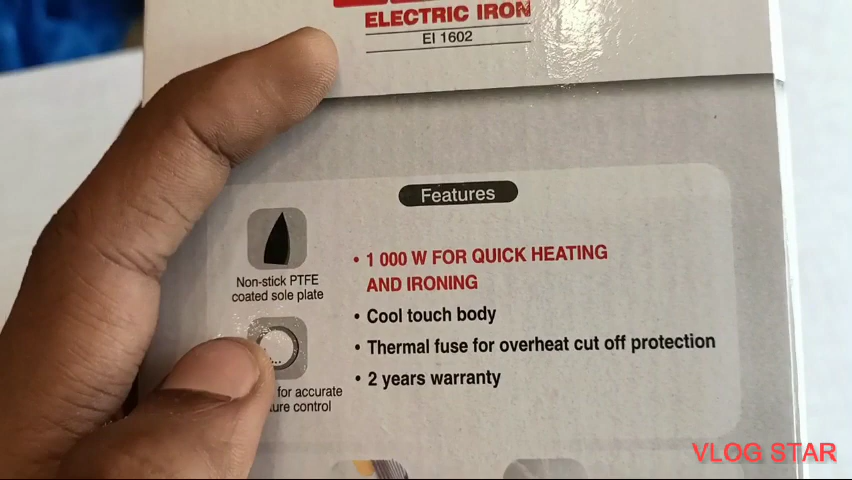 ELECTRIC IRON
EI 1602
Features
Non-stick PTFE
coated sole plate
• 1 000 W FOR QUICK HEATING
AND IRONING
• Cool touch body
• Thermal fuse for overheat cut off protection
• 2 years warranty
for accurate
control
VLOG STAR